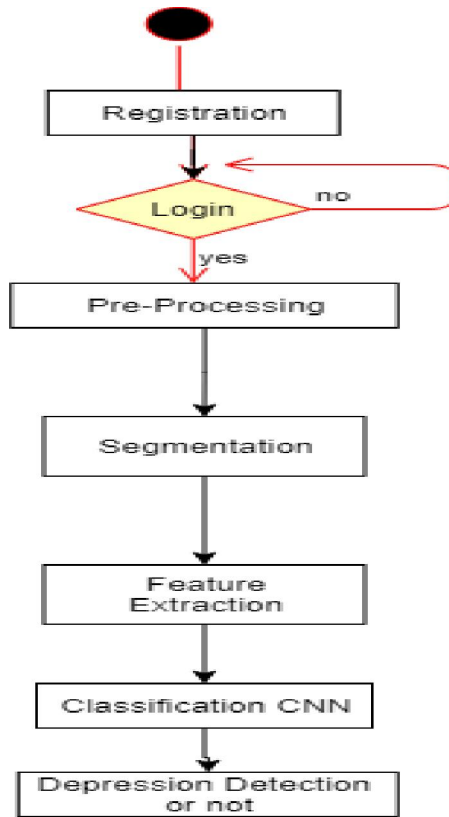 Registration
Login
no
yes
Pre-Processing
Segmentation
Feature
Extraction
Classification CNN
Depression Detection
or not